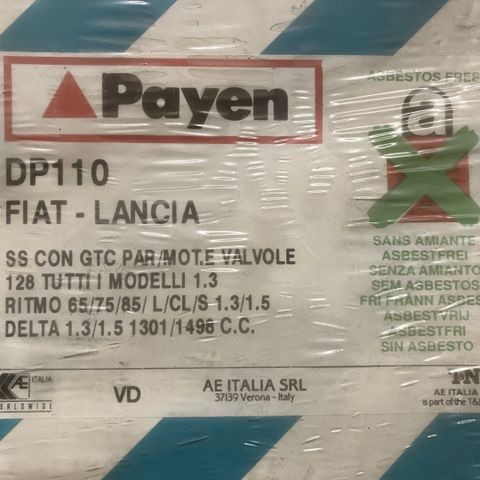 Payen
DP110
FIAT - LANCIA
SS CON GTC PAR/MOT.E VALVOLE
128 TUTTI I MODELLI 1.3
RITMO 65/75/85/ L/CL/S 1.3/1.5
DELTA 1.3/1.5 1301/1498 C.C.
ASBESTOS FREE
a
SANS AMIANTE
ASBESTFREI
SENZA AMIANTO
SEM ASBESTOS
FRI FRÅNN ASBES
ASBESTVRIJ
ASBESTFRI
SIN ASBESTO
AE ITALIA
WORLDWIDE
VD
AE ITALIA SRL
37139 Verona - Italy
AE ITALIA
is part of the T&